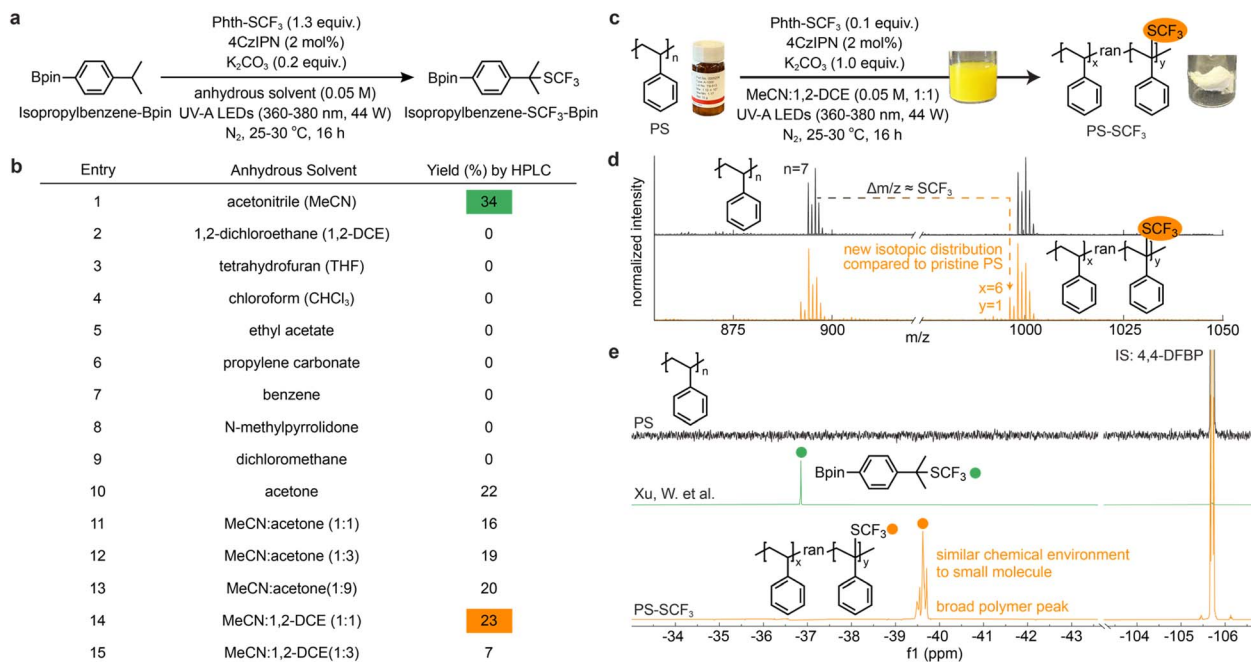 a
Phth-SCF₃ (1.3 equiv.)
4CzIPN (2 mol%)
K₂CO₃ (0.2 equiv.)
Bpin
Bpin
SCF₃
anhydrous solvent (0.05 M)
UV-A LEDs (360-380 nm, 44 W)
N₂, 25-30 °C, 16 h
Isopropylbenzene-Bpin
Isopropylbenzene-SCF₃-Bpin
b
Entry Anhydrous Solvent Yield (%) by HPLC
1 acetonitrile (MeCN) 34
2 1,2-dichloroethane (1,2-DCE) 0
3 tetrahydrofuran (THF) 0
4 chloroform (CHCl₃) 0
5 ethyl acetate 0
6 propylene carbonate 0
7 benzene 0
8 N-methylpyrrolidone 0
9 dichloromethane 0
10 acetone 22
11 MeCN:acetone (1:1) 16
12 MeCN:acetone (1:3) 19
13 MeCN:acetone(1:9) 20
14 MeCN:1,2-DCE (1:1) 23
15 MeCN:1,2-DCE(1:3) 7
c
n
PS
Phth-SCF₃ (0.1 equiv.)
4CzIPN (2 mol%)
K₂CO₃ (1.0 equiv.)
MeCN:1,2-DCE (0.05 M, 1:1)
UV-A LEDs (360-380 nm, 44 W)
N₂, 25-30 °C, 16 h
SCF₃
x ran y
PS-SCF₃
d
normalized intensity
n
n=7
Δm/z ≈ SCF₃
new isotopic distribution
compared to pristine PS
x=6
y=1
SCF₃
x ran y
875 900 1000 1025 1050
m/z
e
IS: 4,4-DFBP
n
PS
Bpin
SCF₃
Xu, W. et al.
SCF₃
x ran y
similar chemical environment
to small molecule
broad polymer peak
PS-SCF₃
-34 -35 -36 -37 -38 -39 -40 -41 -42 -43 -104 -105 -106
f1 (ppm)